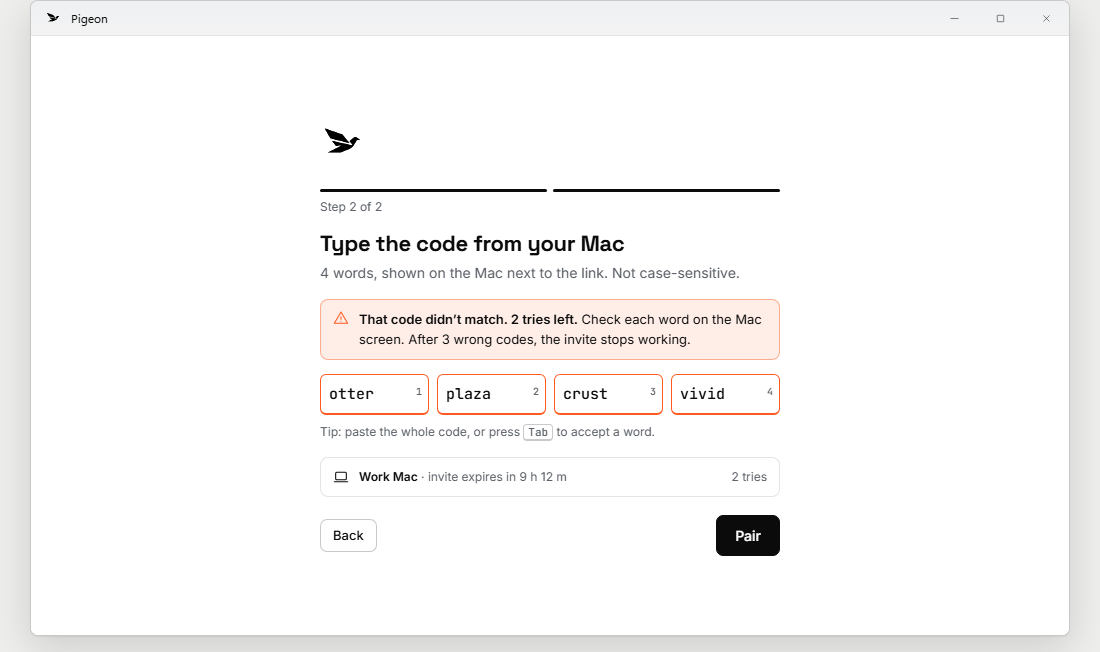 Pigeon
Step 2 of 2
Type the code from your Mac
4 words, shown on the Mac next to the link. Not case-sensitive.
That code didn’t match. 2 tries left. Check each word on the Mac
screen. After 3 wrong codes, the invite stops working.
otter 1 plaza 2 crust 3 vivid 4
Tip: paste the whole code, or press Tab to accept a word.
Work Mac · invite expires in 9 h 12 m 2 tries
Back Pair